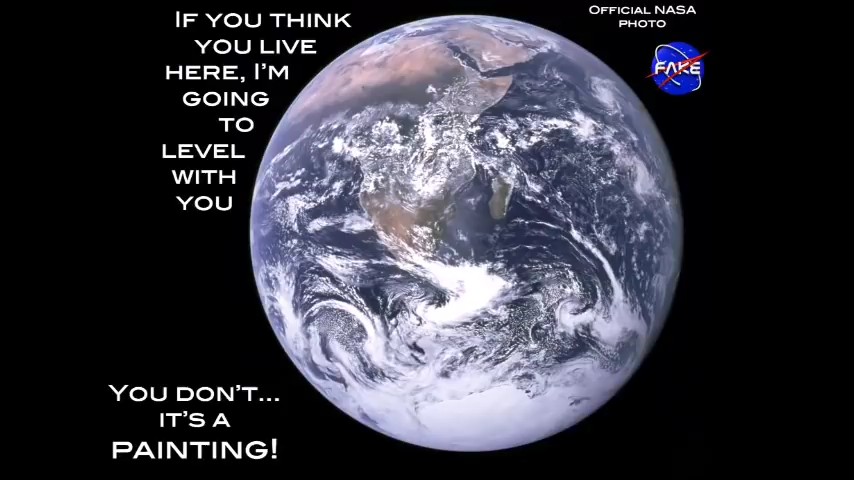 If you think
you live
here, I'm
going
to
level
with
you
Official NASA
photo
FAKE
You don't...
it's a
painting!